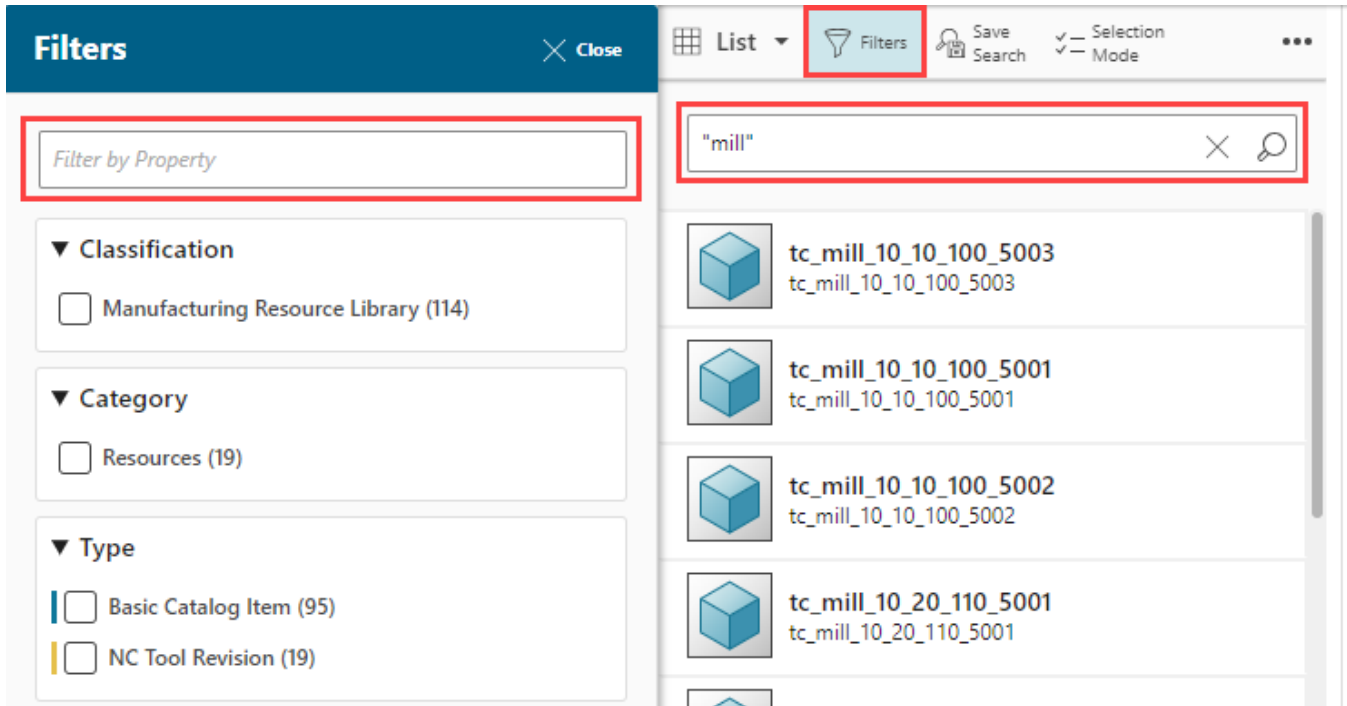 Filters
Close
Filter by Property
▼ Classification
Manufacturing Resource Library (114)
▼ Category
Resources (19)
▼ Type
Basic Catalog Item (95)
NC Tool Revision (19)
List
Filters
Save
Search
Selection
Mode
"mill"
tc_mill_10_10_100_5003
tc_mill_10_10_100_5003
tc_mill_10_10_100_5001
tc_mill_10_10_100_5001
tc_mill_10_10_100_5002
tc_mill_10_10_100_5002
tc_mill_10_20_110_5001
tc_mill_10_20_110_5001